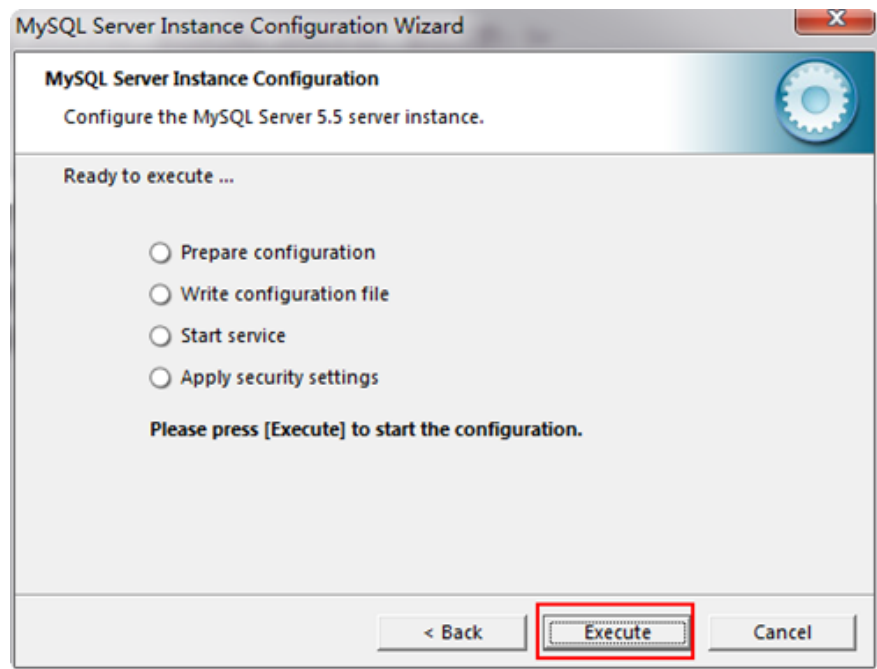 MySQL Server Instance Configuration Wizard
MySQL Server Instance Configuration
Configure the MySQL Server 5.5 server instance.
Ready to execute ...
Prepare configuration
Write configuration file
Start service
Apply security settings
Please press [Execute] to start the configuration.
< Back Execute Cancel